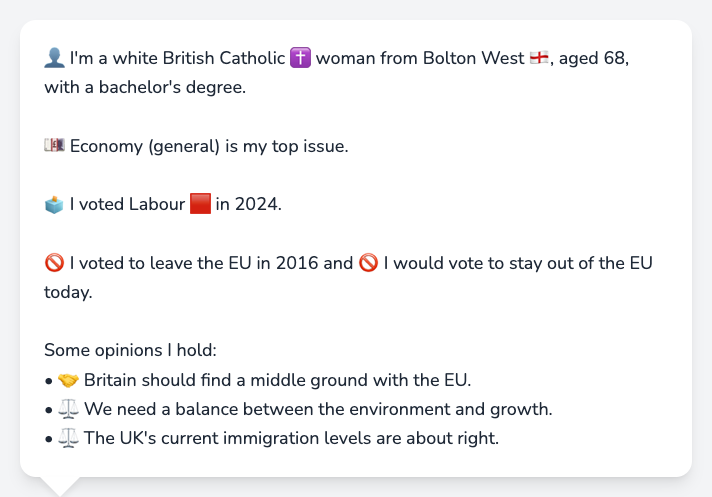 👤 I'm a white British Catholic ✝️ woman from Bolton West 🏴󠁧󠁢󠁥󠁮󠁧󠁿, aged 68,
with a bachelor's degree.
💷 Economy (general) is my top issue.
🗳️ I voted Labour 🟥 in 2024.
🚫 I voted to leave the EU in 2016 and 🚫 I would vote to stay out of the EU
today.
Some opinions I hold:
• 🤝 Britain should find a middle ground with the EU.
• ⚖️ We need a balance between the environment and growth.
• ⚖️ The UK's current immigration levels are about right.